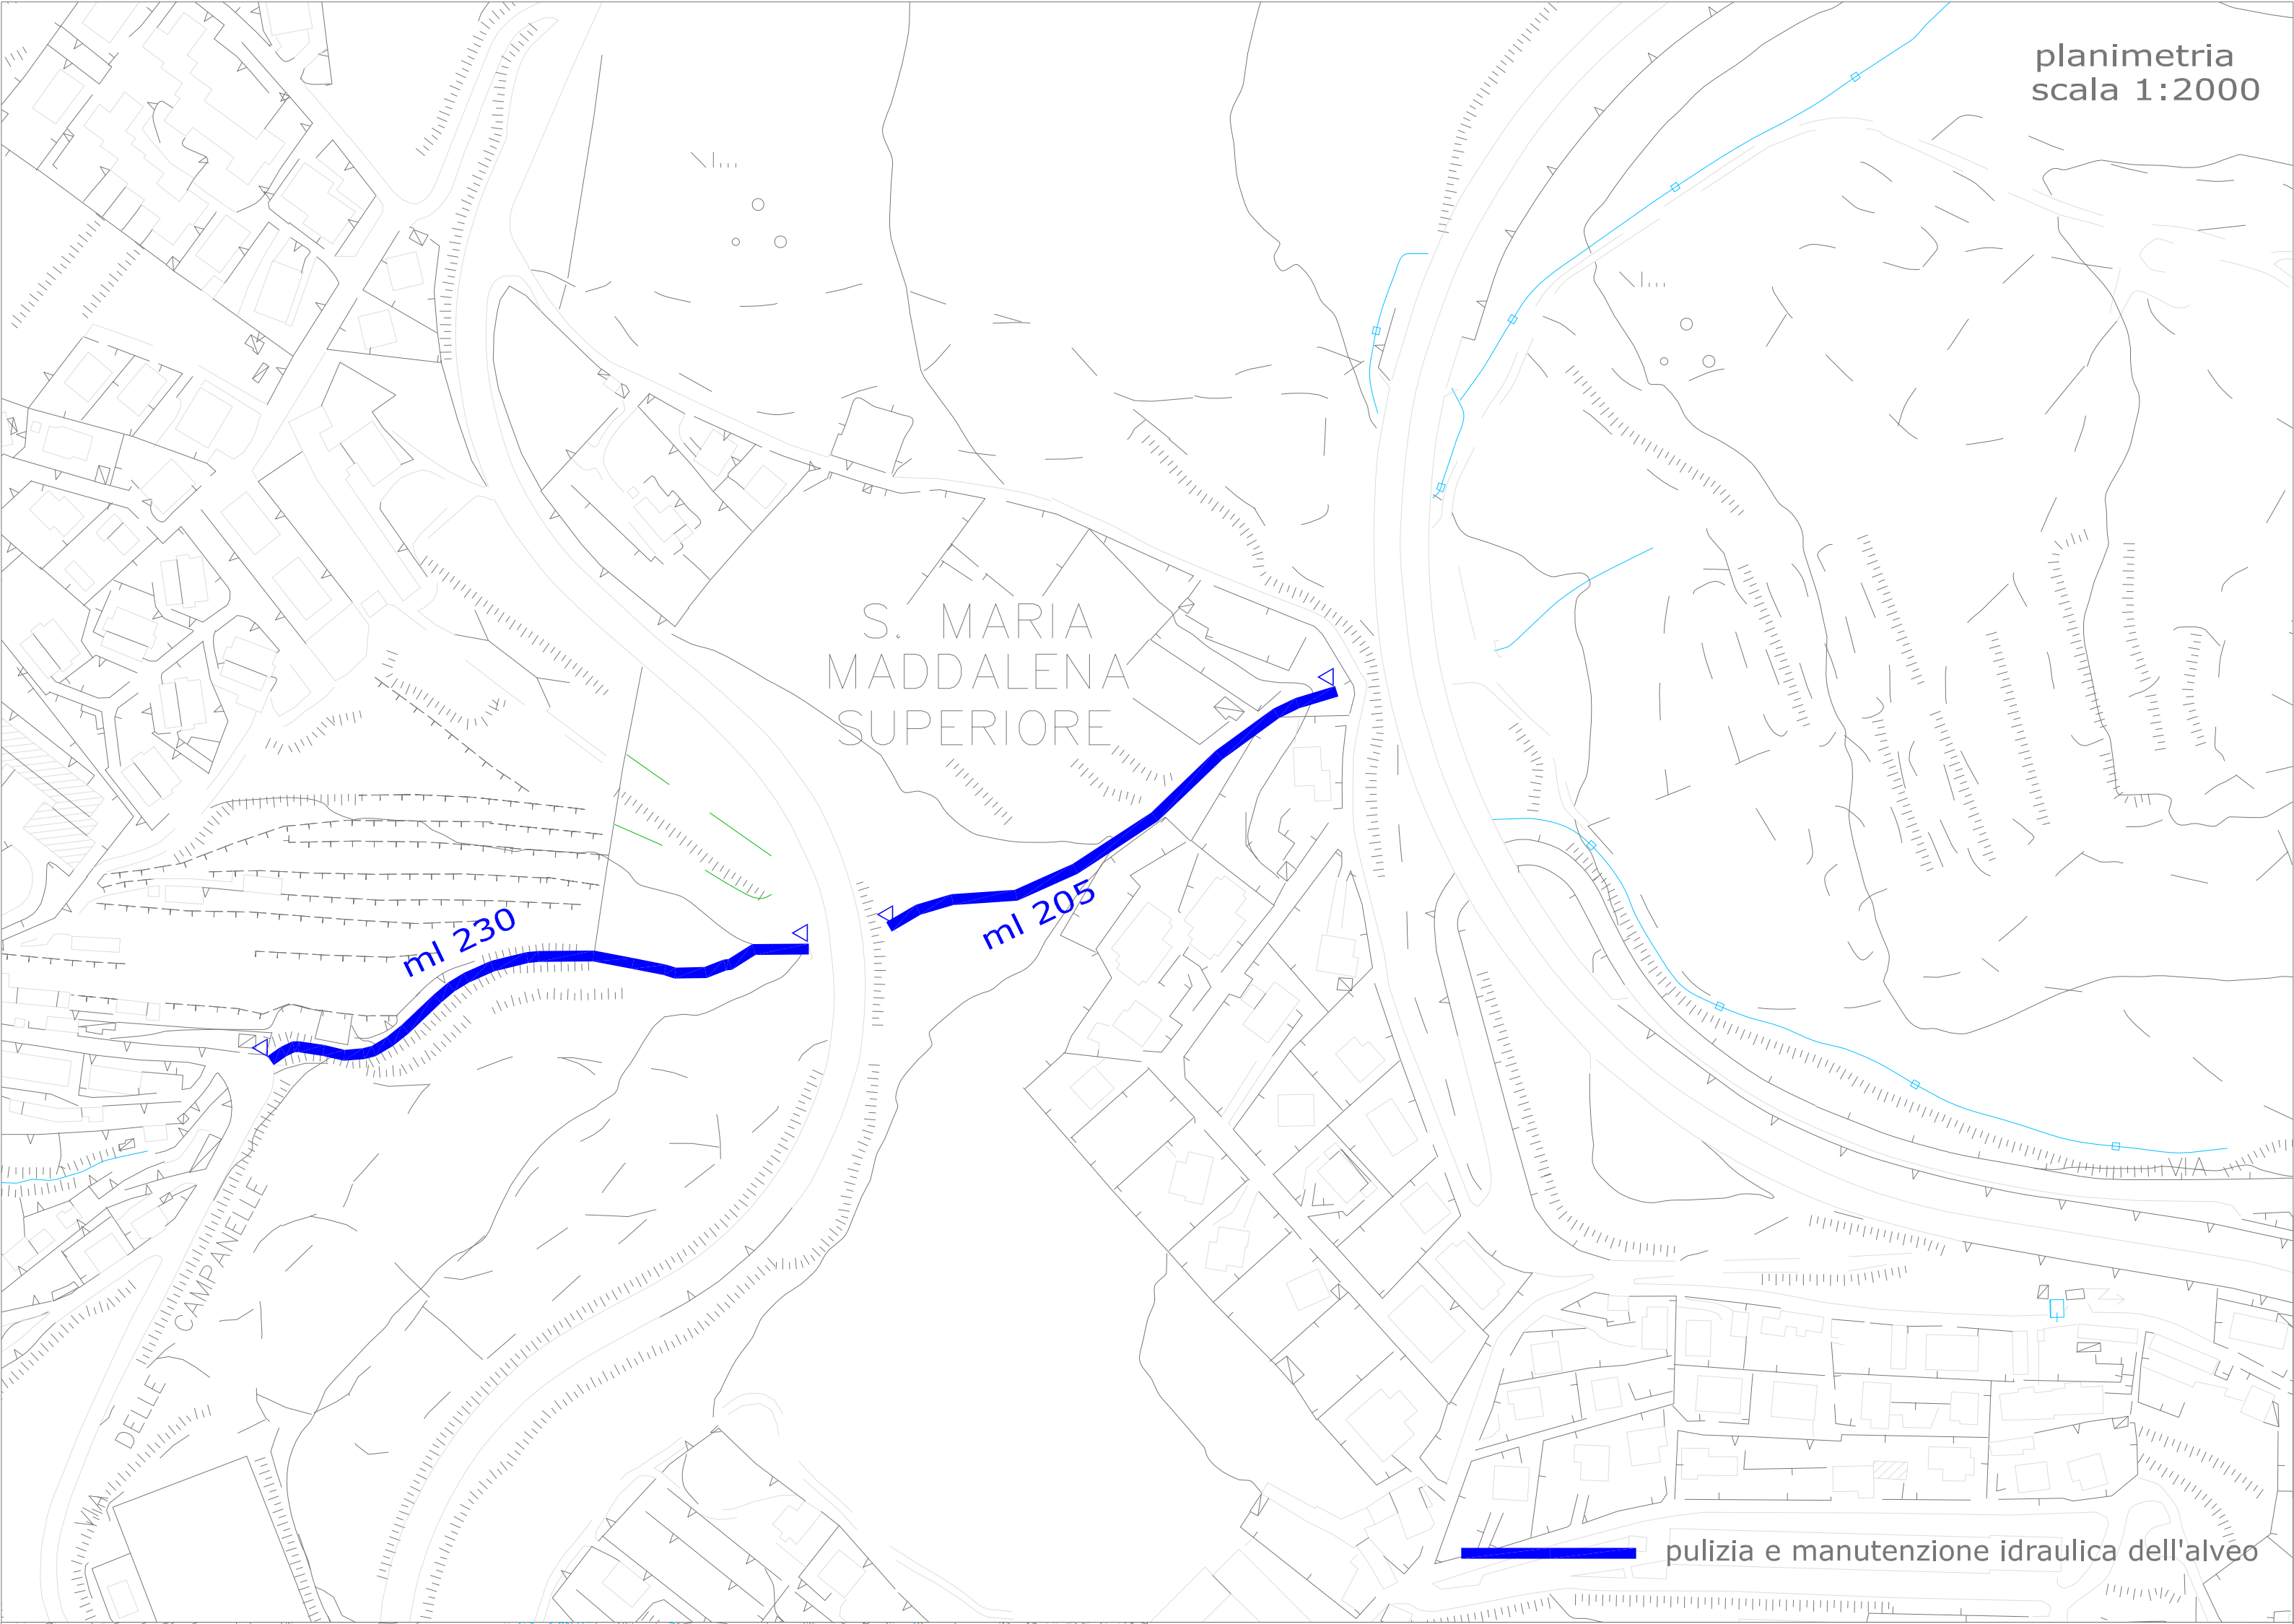 planimetria
scala 1:2000
S. MARIA
MADDALENA
SUPERIORE
ml 205
ml 230
VIA
VIA DELLE CAMPANELLE
pulizia e manutenzione idraulica dell'alveo